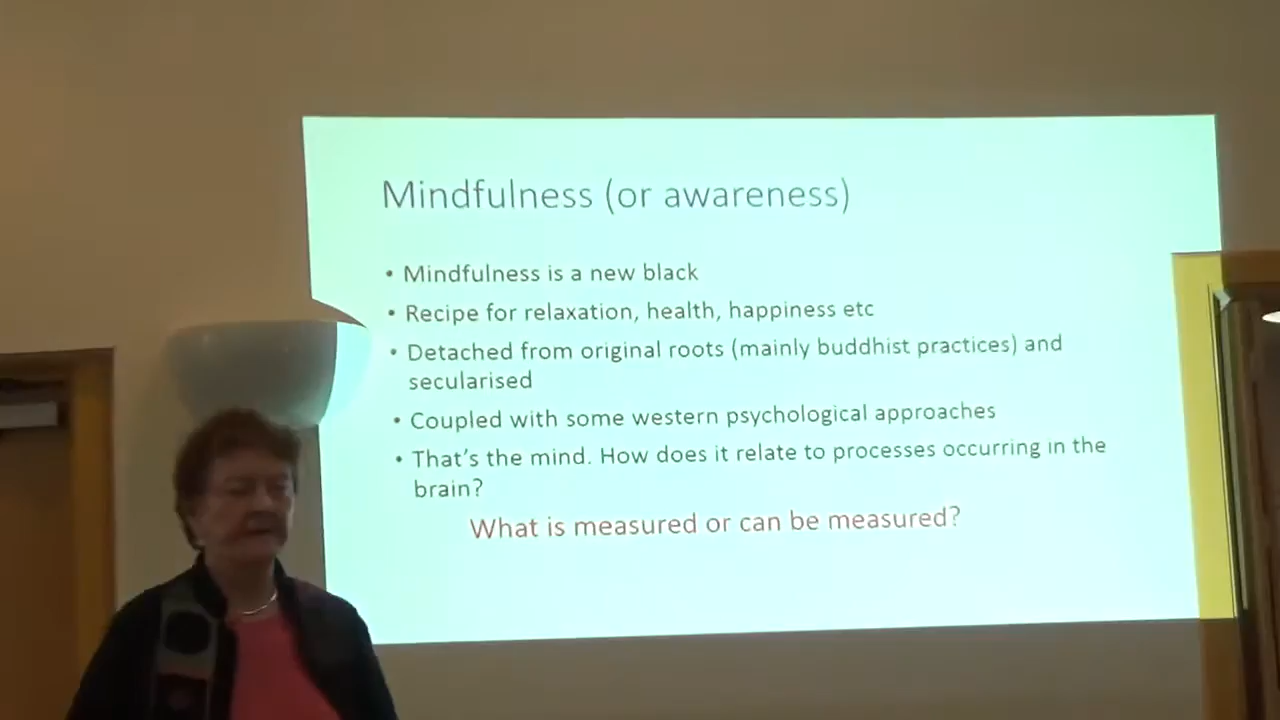 Mindfulness (or awareness)
• Mindfulness is a new black
• Recipe for relaxation, health, happiness etc
• Detached from original roots (mainly buddhist practices) and
secularised
• Coupled with some western psychological approaches
• That's the mind. How does it relate to processes occurring in the
brain?
What is measured or can be measured?